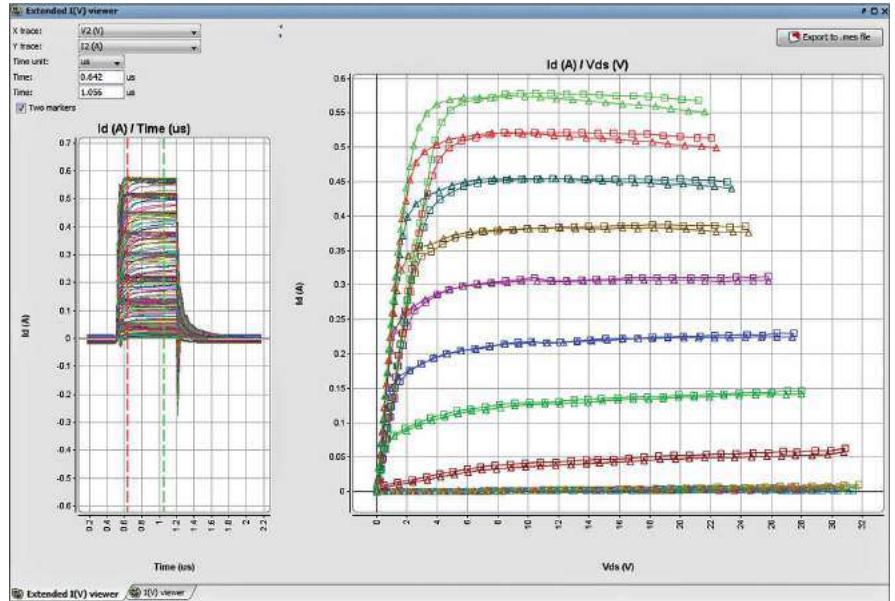 Extended I(V) viewer
X trace: V2 (V)
Y trace: I2 (A)
Time unit: us
Time: 0.642 us
Time: 1.056 us
Two markers
Export to .mes file
Id (A) / Time (us)
0.7
0.6
0.5
0.4
0.3
0.2
0.1
0
-0.1
-0.2
-0.3
-0.4
-0.5
-0.6
Id (A)
0.2 0.4 0.6 0.8 1 1.2 1.4 1.6 1.8 2 2.2
Time (us)
Id (A) / Vds (V)
0.6
0.55
0.5
0.45
0.4
0.35
0.3
0.25
0.2
0.15
0.1
0.05
0
Id (A)
0 2 4 6 8 10 12 14 16 18 20 22 24 26 28 30 32
Vds (V)
Extended I(V) viewer I(V) viewer